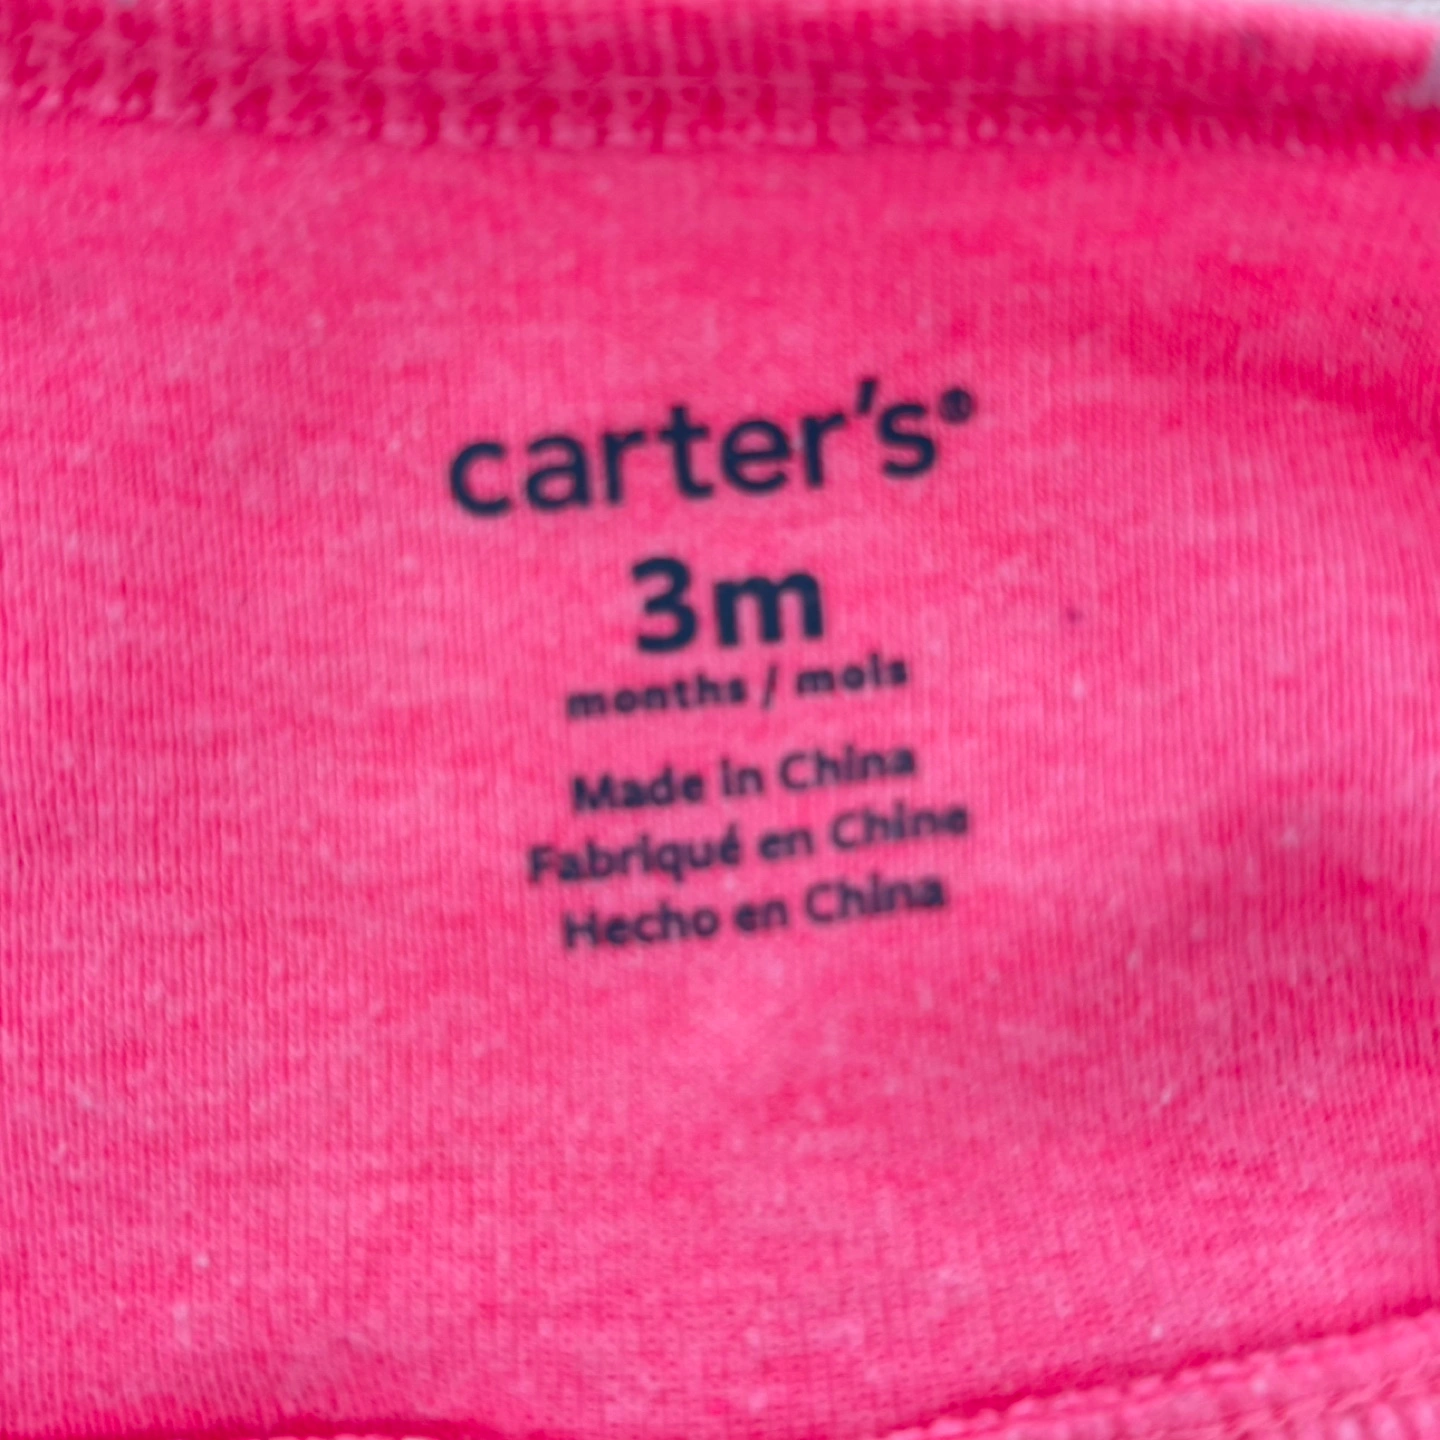 carter's®
3m
months / mois
Made in China
Fabriqué en Chine
Hecho en China